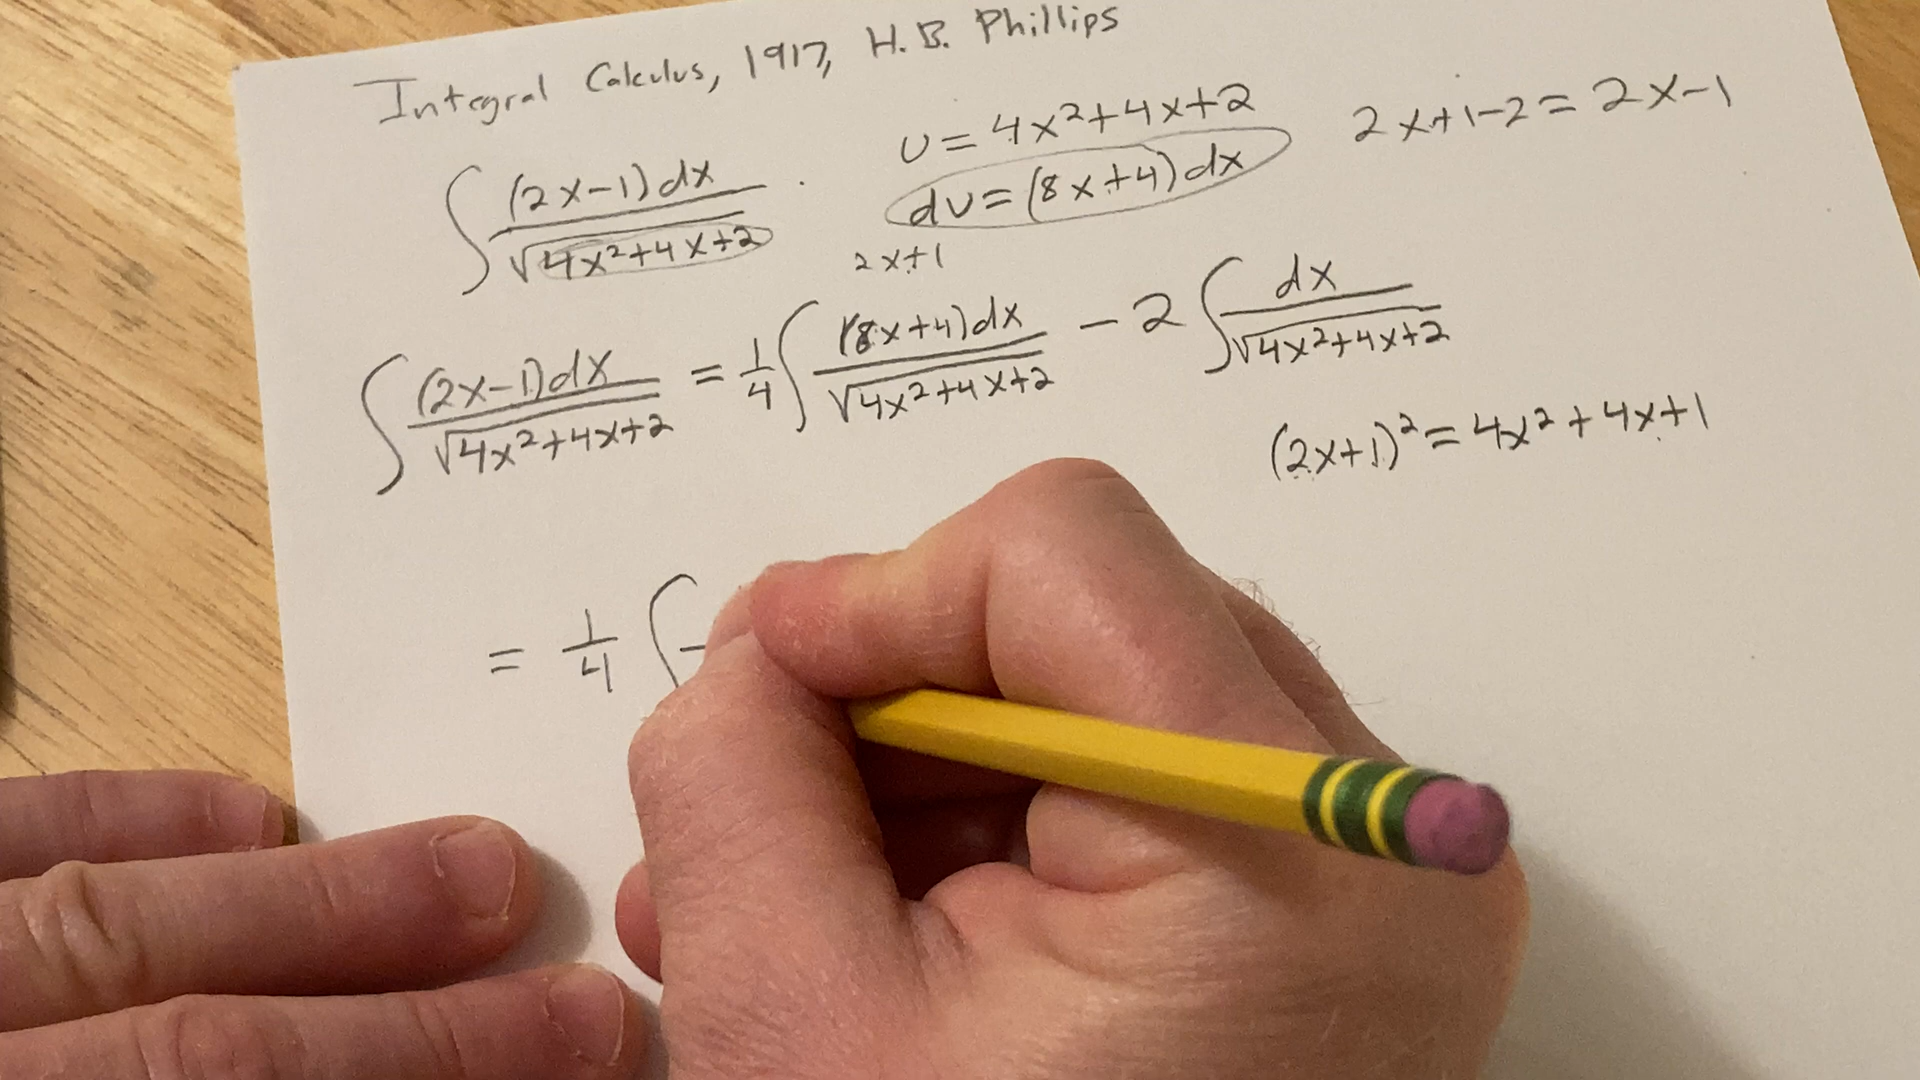 Integral Calculus, 1917, H.B. Phillips
∫ (2x-1)dx / √4x²+4x+2
u = 4x²+4x+2
du = (8x+4)dx
2x+1
2x+1-2 = 2x-1
∫ (2x-1)dx / √4x²+4x+2 = 1/4 ∫ (8x+4)dx / √4x²+4x+2 - 2 ∫ dx / √4x²+4x+2
(2x+1)² = 4x²+4x+1
= 1/4 ∫